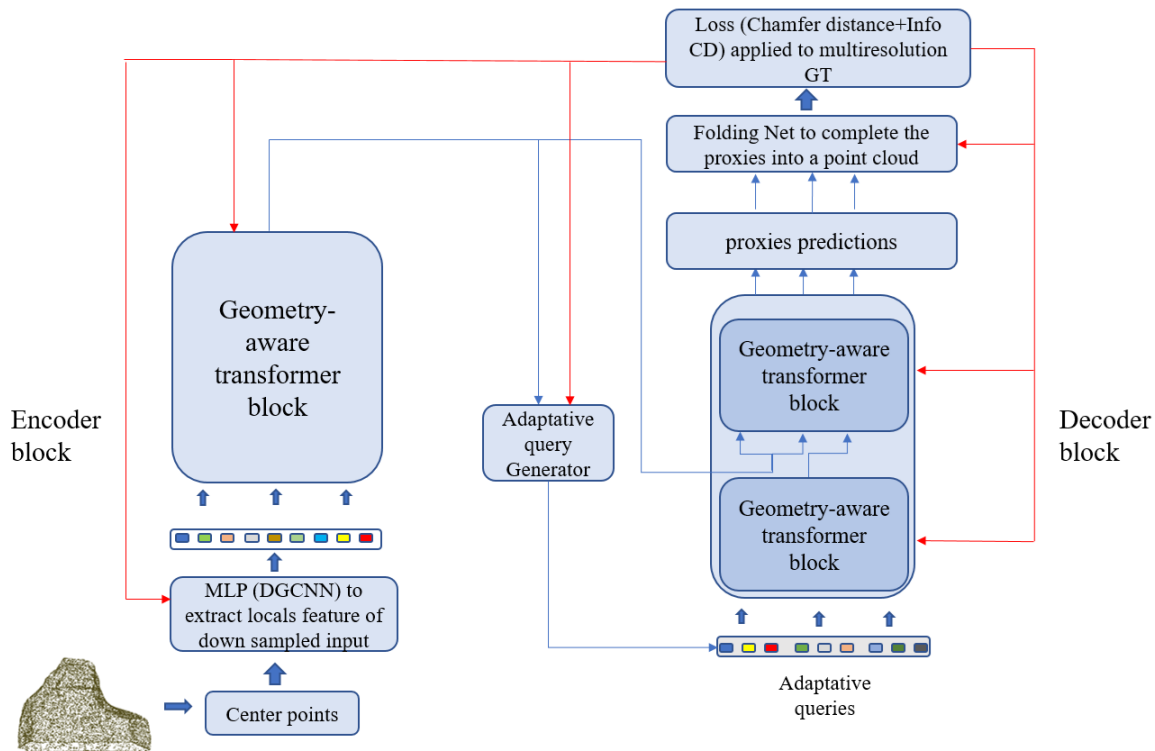 Loss (Chamfer distance+Info
CD) applied to multiresolution
GT
Folding Net to complete the
proxies into a point cloud
proxies predictions
Geometry-
aware
transformer
block
Geometry-aware
transformer
block
Encoder
block
Adaptative
query
Generator
Decoder
block
Geometry-aware
transformer
block
MLP (DGCNN) to
extract locals feature of
down sampled input
Adaptative
queries
Center points